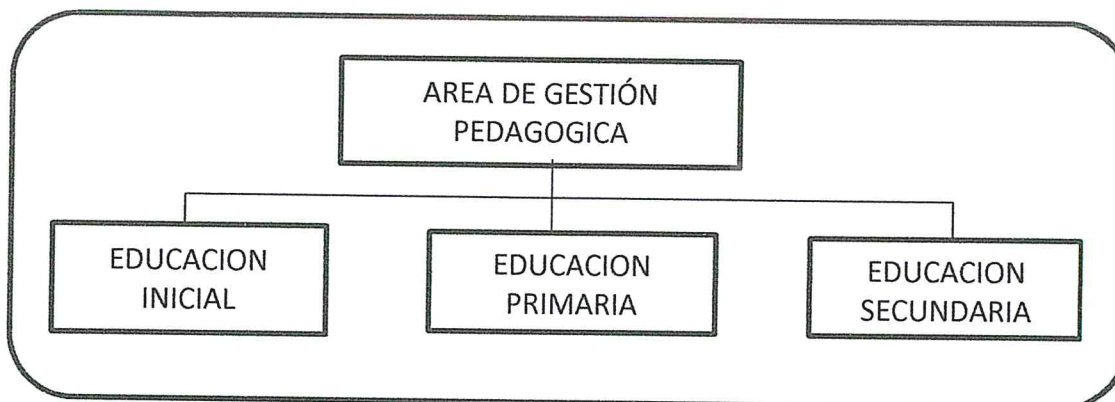 AREA DE GESTIÓN
PEDAGOGICA
EDUCACION
INICIAL
EDUCACION
PRIMARIA
EDUCACION
SECUNDARIA